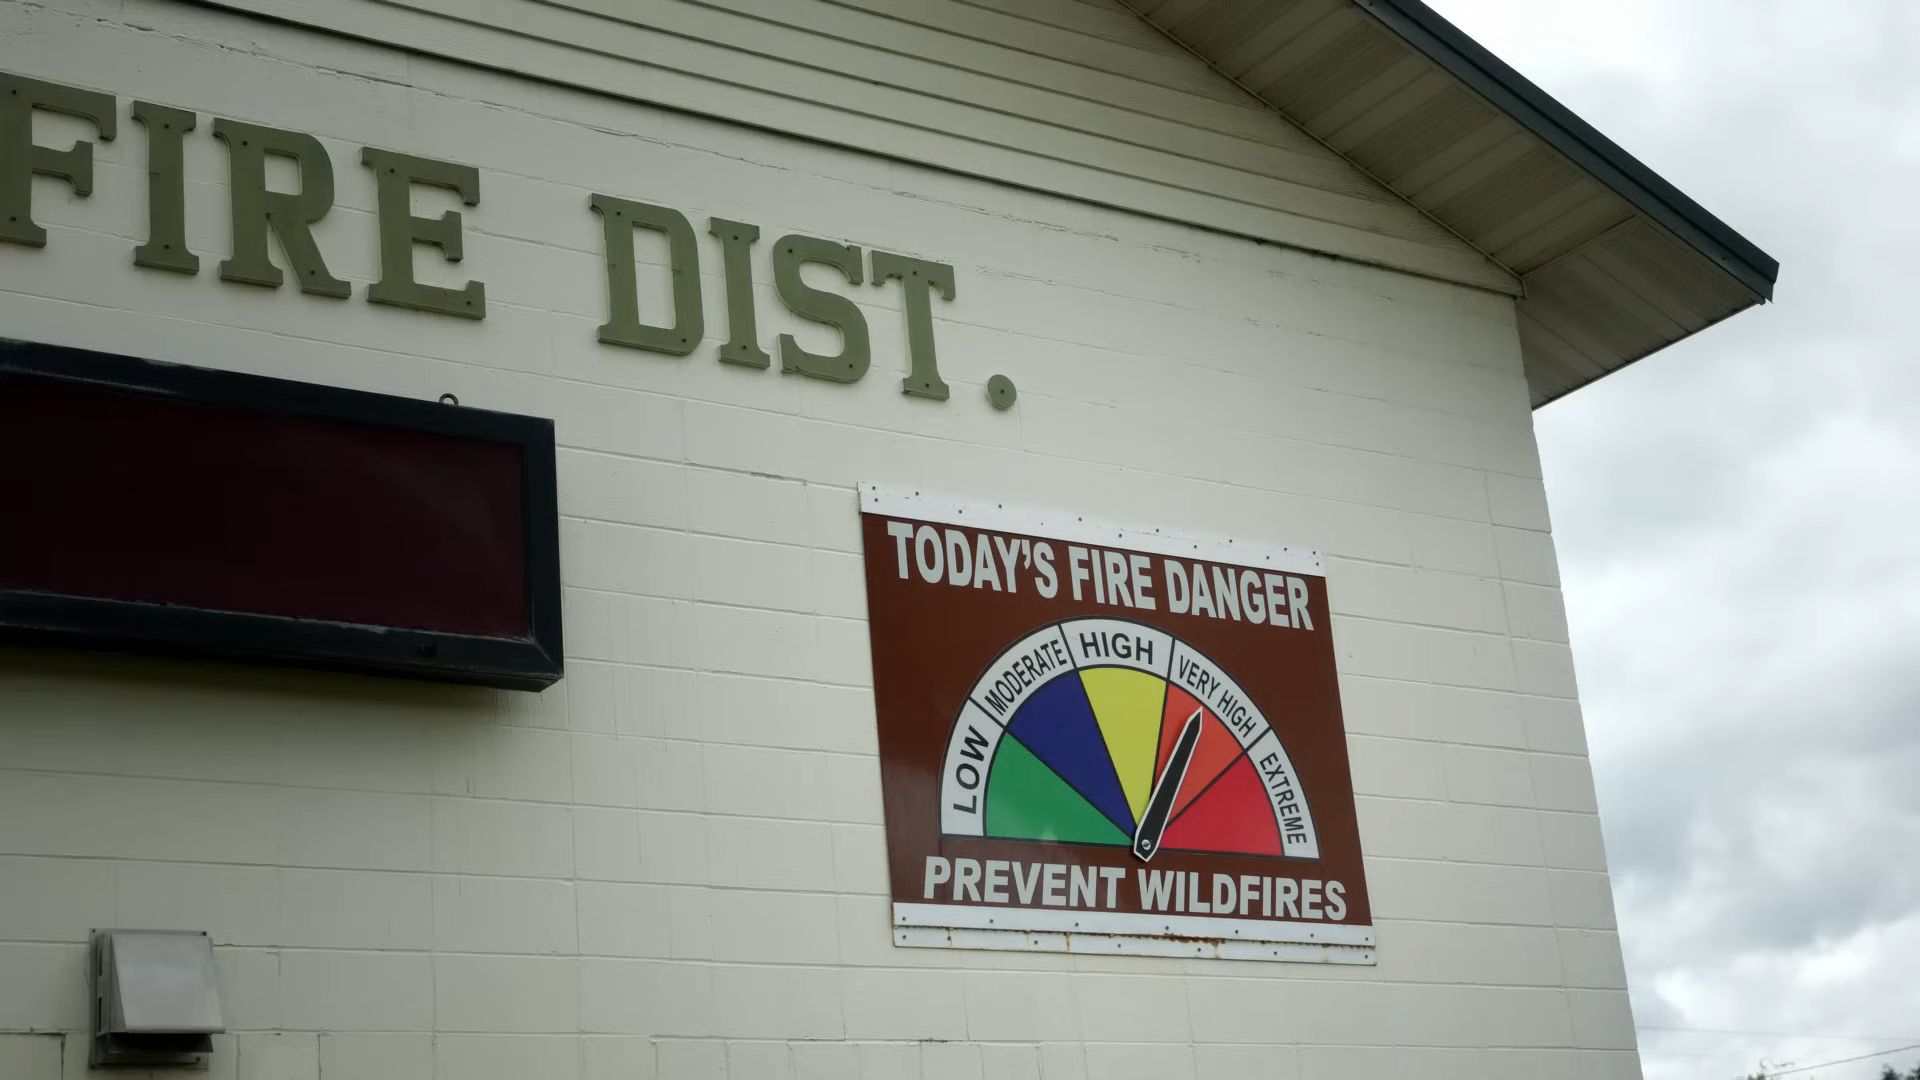 FIRE DIST.
TODAY'S FIRE DANGER
LOW
MODERATE
HIGH
VERY HIGH
EXTREME
PREVENT WILDFIRES